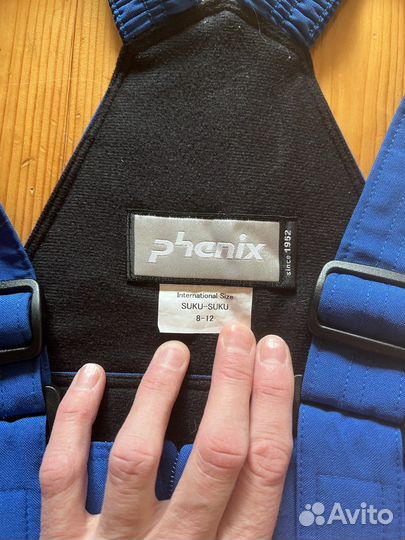 phenix
since 1952
International Size
SUKU-SUKU
8-12
Avito